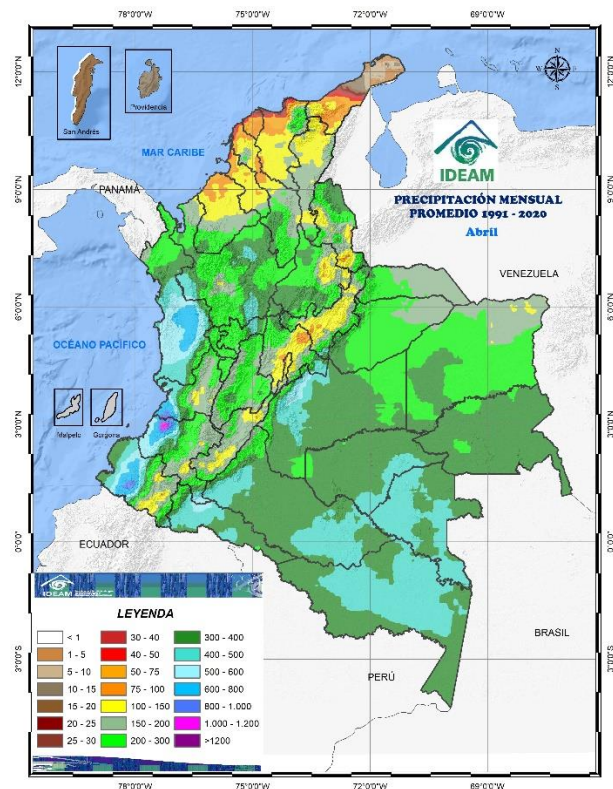 78°0'0"W 75°0'0"W 72°0'0"W 69°0'0"W
12°0'0"N
9°0'0"N
6°0'0"N
3°0'0"N
0°0'0"
3°0'0"S
San Andrés
Providencia
N
MAR CARIBE
IDEAM
PANAMÁ
PRECIPITACIÓN MENSUAL
PROMEDIO 1991 - 2020
Abril
VENEZUELA
OCÉANO PACÍFICO
Malpelo
Gorgona
ECUADOR
IDEAM
BRASIL
PERÚ
LEYENDA
< 1
1 - 5
5 - 10
10 - 15
15 - 20
20 - 25
25 - 30
30 - 40
40 - 50
50 - 75
75 - 100
100 - 150
150 - 200
200 - 300
300 - 400
400 - 500
500 - 600
600 - 800
800 - 1.000
1.000 - 1.200
>1200
78°0'0"W 75°0'0"W 72°0'0"W 69°0'0"W
12°0'0"N
9°0'0"N
6°0'0"N
3°0'0"N
0°0'0"
3°0'0"S